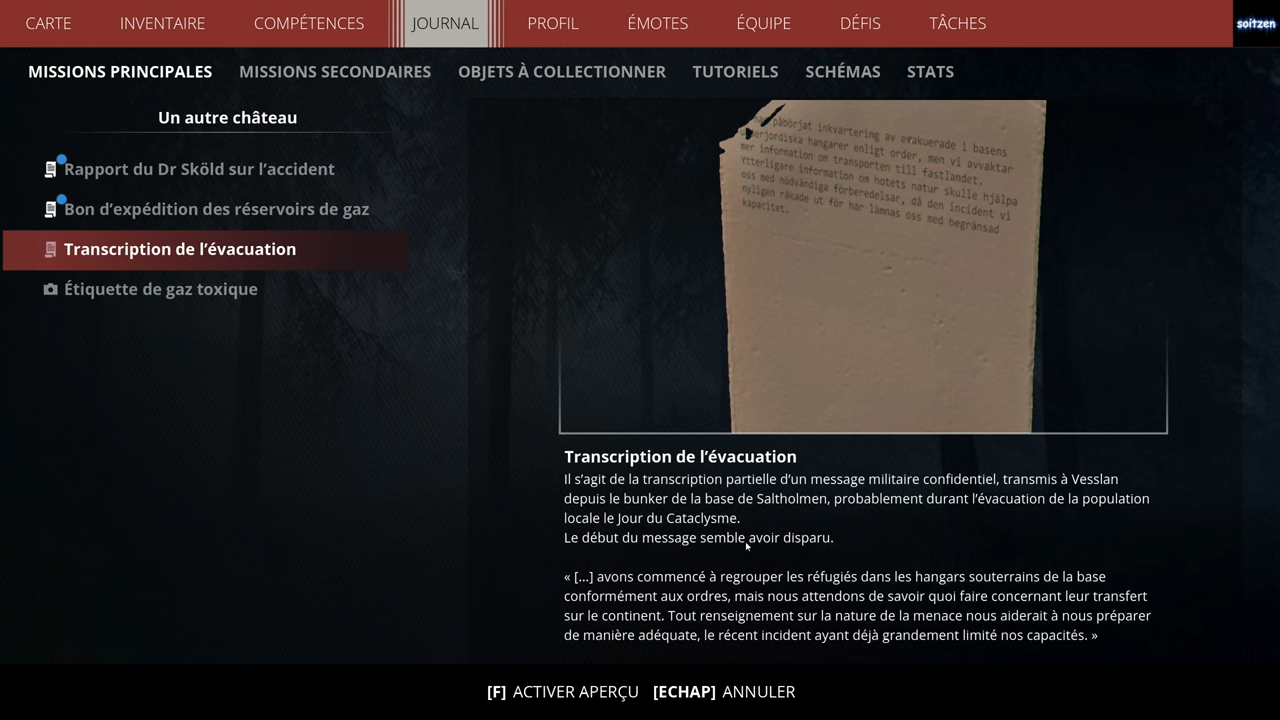 CARTE INVENTAIRE COMPÉTENCES JOURNAL PROFIL ÉMOTES ÉQUIPE DÉFIS TÂCHES soitzen
MISSIONS PRINCIPALES MISSIONS SECONDAIRES OBJETS À COLLECTIONNER TUTORIELS SCHÉMAS STATS
Un autre château
Rapport du Dr Sköld sur l’accident
Bon d’expédition des réservoirs de gaz
Transcription de l’évacuation
Étiquette de gaz toxique
har påbörjat inkvartering av evakuerade i basens
underjordiska hangarer enligt order, men vi avvaktar
mer information om transporten till fastlandet.
Ytterligare information om hotets natur skulle hjälpa
oss med nödvändiga förberedelsar, då den incident vi
nyligen råkade ut för har lämnas oss med begränsad
kapacitet.
Transcription de l’évacuation
Il s’agit de la transcription partielle d’un message militaire confidentiel, transmis à Vesslan
depuis le bunker de la base de Saltholmen, probablement durant l’évacuation de la population
locale le Jour du Cataclysme.
Le début du message semble avoir disparu.
« [...] avons commencé à regrouper les réfugiés dans les hangars souterrains de la base
conformément aux ordres, mais nous attendons de savoir quoi faire concernant leur transfert
sur le continent. Tout renseignement sur la nature de la menace nous aiderait à nous préparer
de manière adéquate, le récent incident ayant déjà grandement limité nos capacités. »
[F] ACTIVER APERÇU [ECHAP] ANNULER